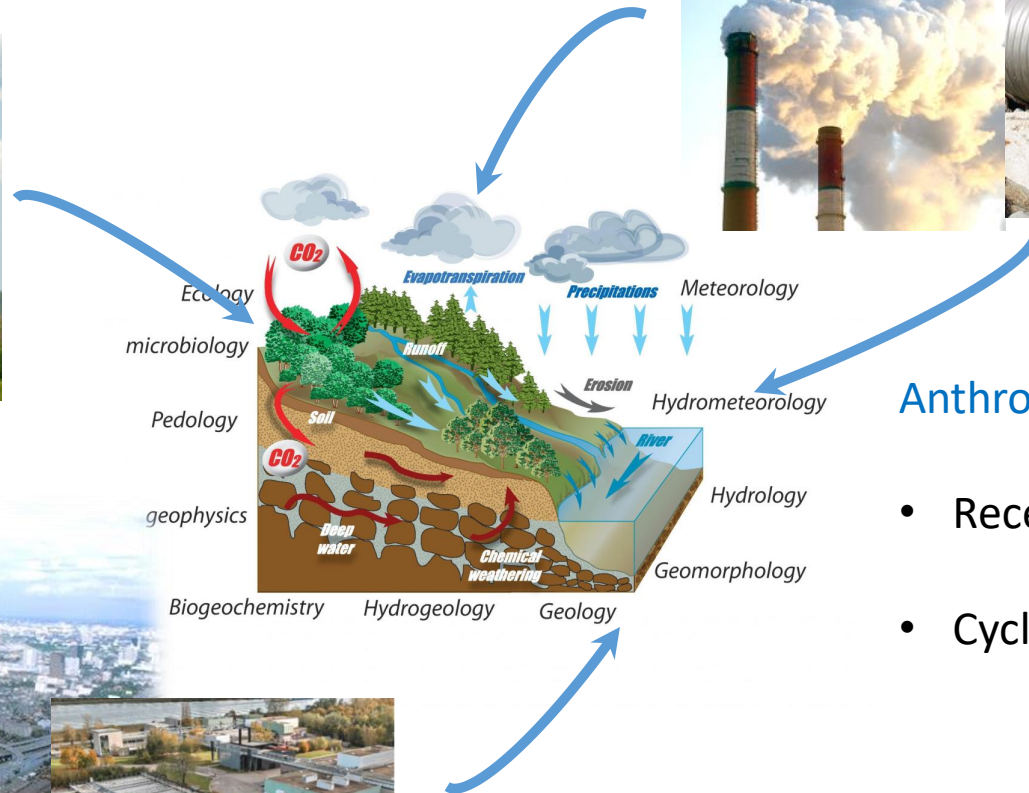 CO₂
Ecology
Evapotranspiration
Precipitations
Meteorology
microbiology
Runoff
Erosion
Hydrometeorology
Anthro
Pedology
Soil
River
CO₂
Hydrology
• Rece
geophysics
Deep
water
Chemical
weathering
Geomorphology
Biogeochemistry
Hydrogeology
Geology
• Cycl